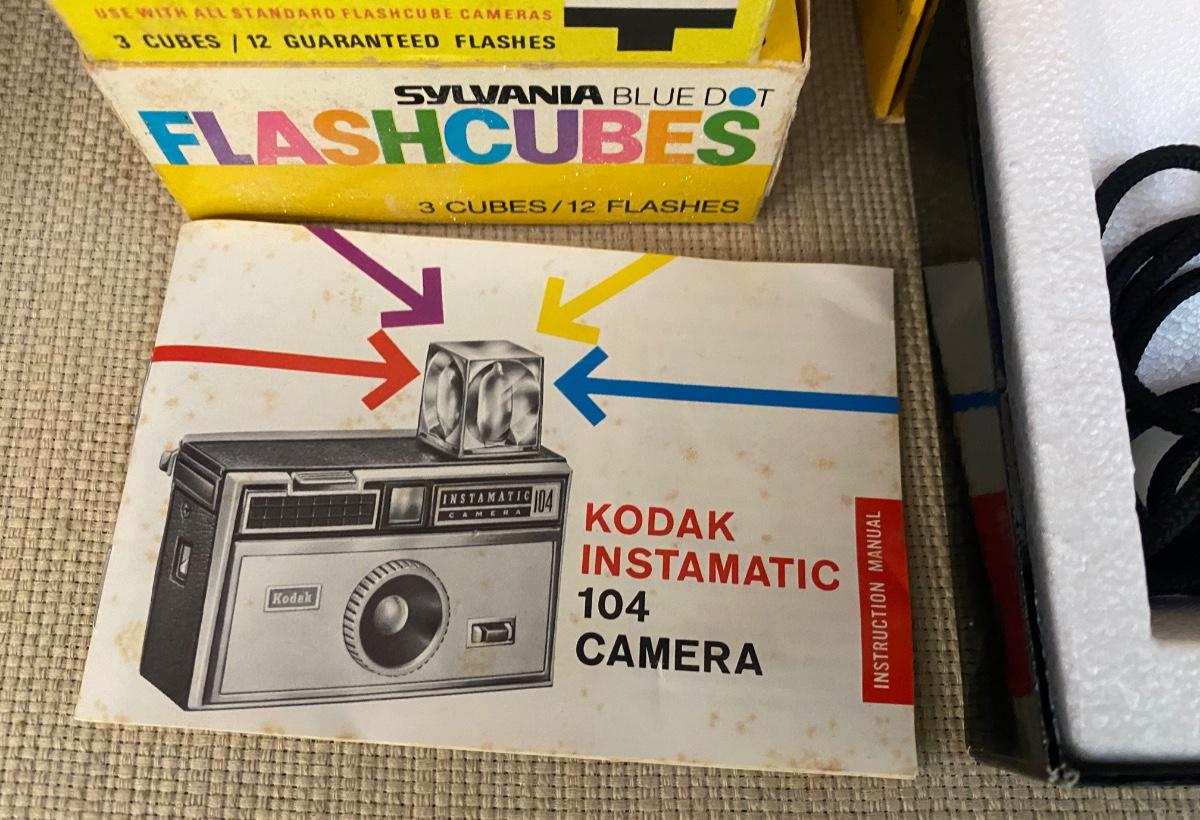 USE WITH ALL STANDARD FLASHCUBE CAMERAS
3 CUBES / 12 GUARANTEED FLASHES
SYLVANIA BLUE DOT
FLASHCUBES
3 CUBES / 12 FLASHES
INSTAMATIC 104
CAMERA
Kodak
KODAK
INSTAMATIC
104
CAMERA
INSTRUCTION MANUAL